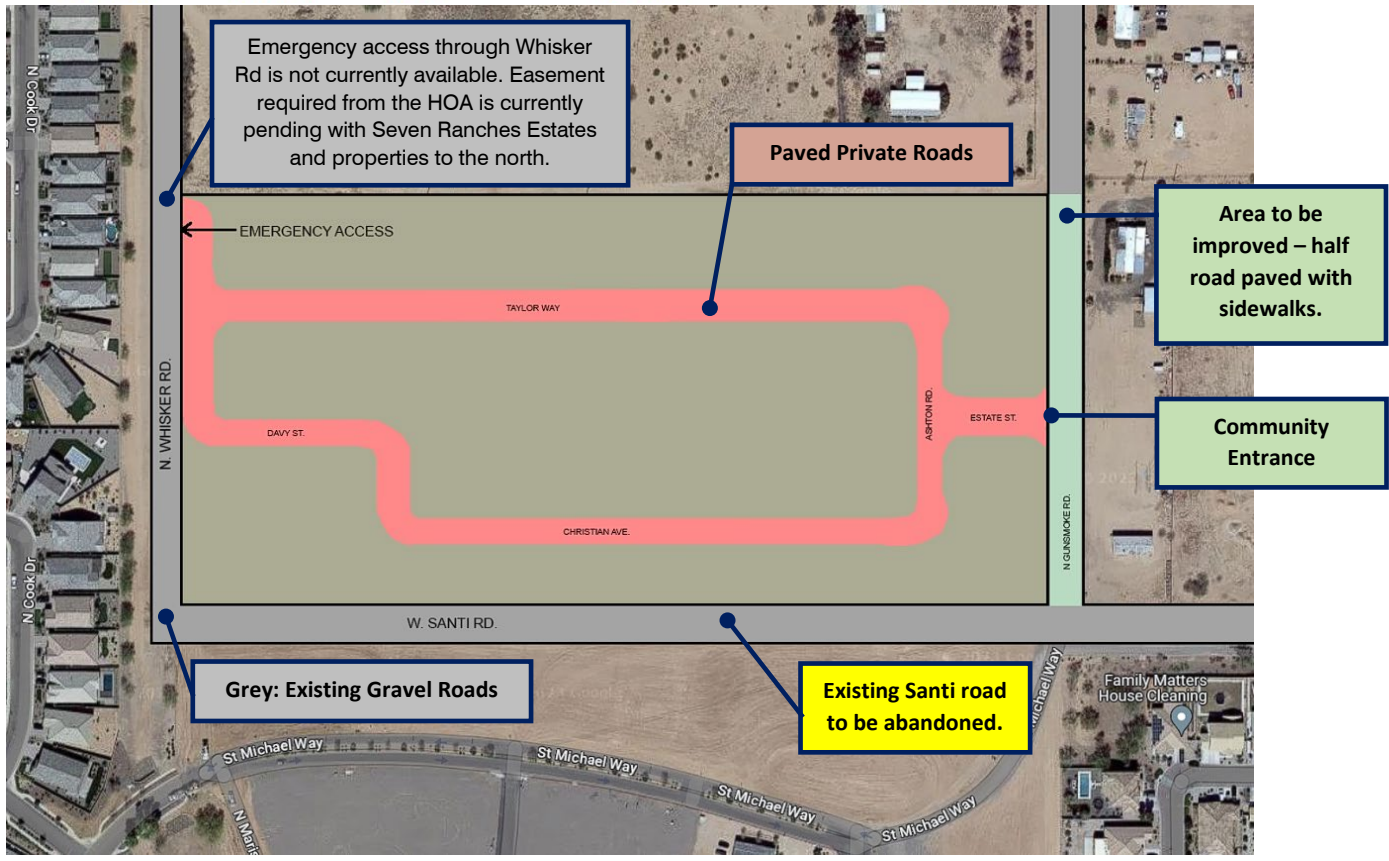 N Cook Dr
Emergency access through Whisker
Rd is not currently available. Easement
required from the HOA is currently
pending with Seven Ranches Estates
and properties to the north.
Paved Private Roads
Area to be
improved – half
road paved with
sidewalks.
EMERGENCY ACCESS
TAYLOR WAY
N. WHISKER RD.
ASHTON RD.
ESTATE ST.
Community
Entrance
DAVY ST.
N GUNSMOKE RD.
CHRISTIAN AVE.
N Cook Dr
W. SANTI RD.
Grey: Existing Gravel Roads
Existing Santi road
to be abandoned.
Michael Way
Family Matters
House Cleaning
St Michael Way
St Michael Way
St Michael Way
St Michael Way
N Maris